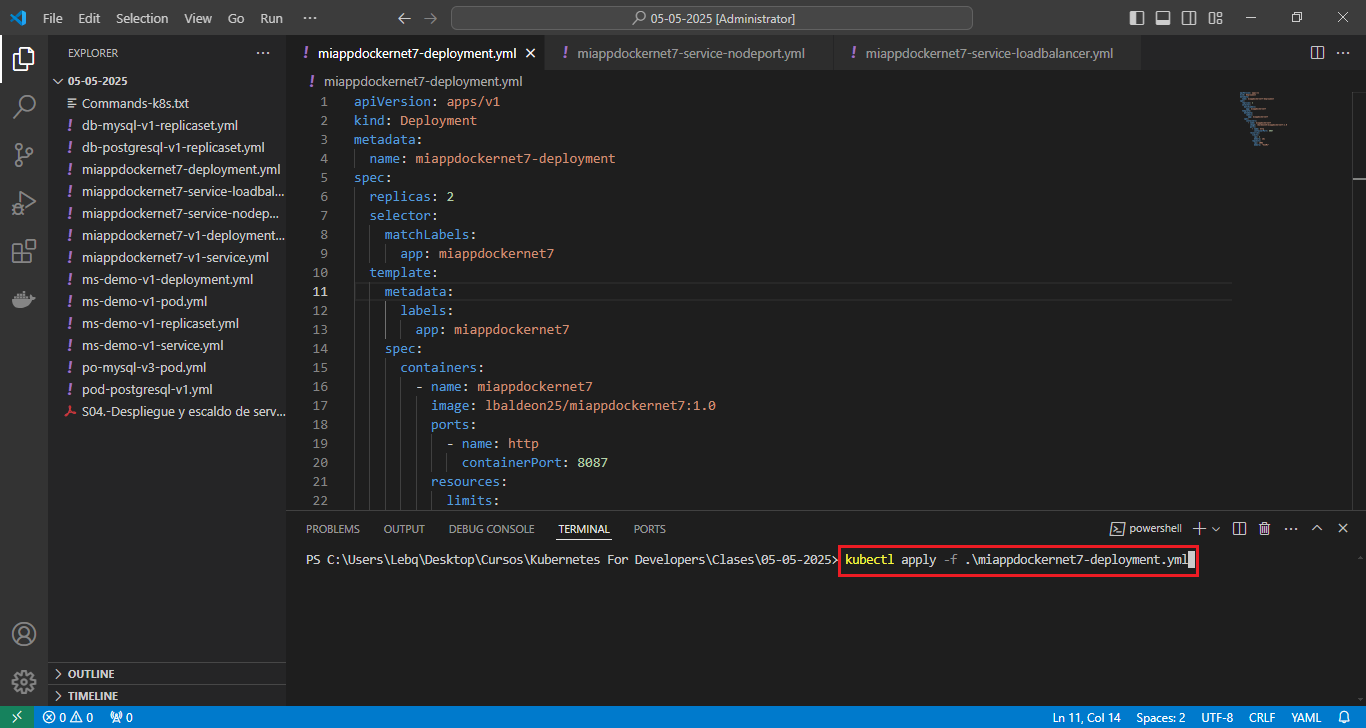 File Edit Selection View Go Run ··· 05-05-2025 [Administrator]
EXPLORER ···
05-05-2025
Commands-k8s.txt
db-mysql-v1-replicaset.yml
db-postgresql-v1-replicaset.yml
miappdockernet7-deployment.yml
miappdockernet7-service-loadbal...
miappdockernet7-service-nodep...
miappdockernet7-v1-deployment...
miappdockernet7-v1-service.yml
ms-demo-v1-deployment.yml
ms-demo-v1-pod.yml
ms-demo-v1-replicaset.yml
ms-demo-v1-service.yml
po-mysql-v3-pod.yml
pod-postgresql-v1.yml
S04.-Despliegue y escaldo de serv...
OUTLINE
TIMELINE
! miappdockernet7-deployment.yml ! miappdockernet7-service-nodeport.yml ! miappdockernet7-service-loadbalancer.yml
! miappdockernet7-deployment.yml
1 apiVersion: apps/v1
2 kind: Deployment
3 metadata:
4 name: miappdockernet7-deployment
5 spec:
6 replicas: 2
7 selector:
8 matchLabels:
9 app: miappdockernet7
10 template:
11 metadata:
12 labels:
13 app: miappdockernet7
14 spec:
15 containers:
16 - name: miappdockernet7
17 image: lbaldeon25/miappdockernet7:1.0
18 ports:
19 - name: http
20 containerPort: 8087
21 resources:
22 limits:
PROBLEMS OUTPUT DEBUG CONSOLE TERMINAL PORTS powershell
PS C:\Users\Lebq\Desktop\Cursos\Kubernetes For Developers\Clases\05-05-2025> kubectl apply -f .\miappdockernet7-deployment.yml
0 0 0 Ln 11, Col 14 Spaces: 2 UTF-8 CRLF YAML